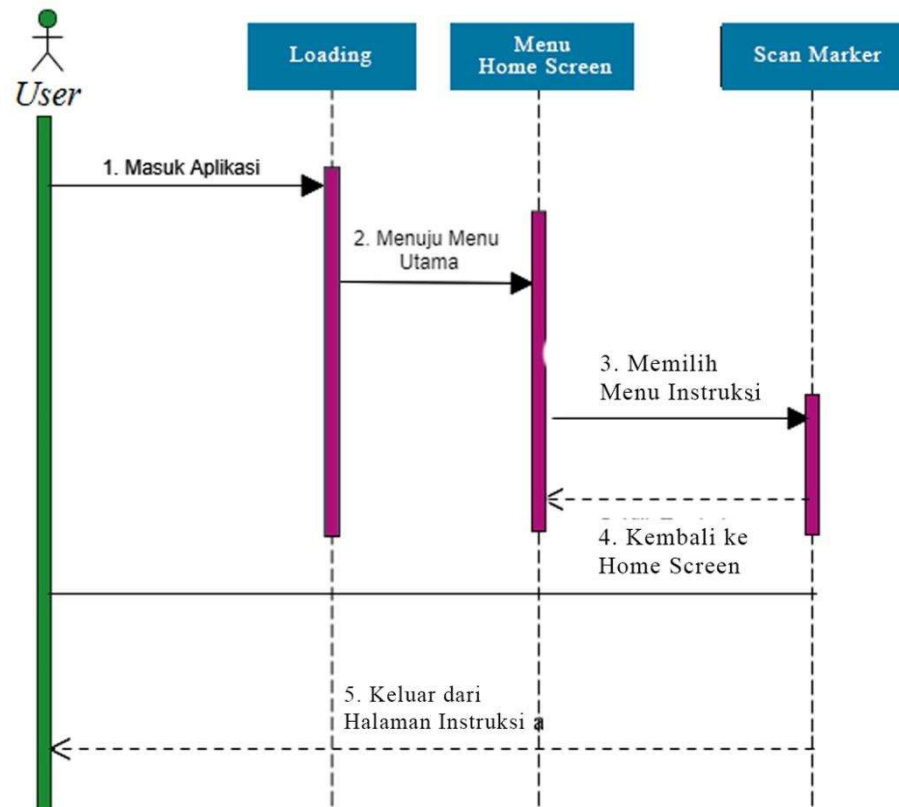 User
Loading
Menu
Home Screen
Scan Marker
1. Masuk Aplikasi
2. Menuju Menu
Utama
3. Memilih
Menu Instruksi
4. Kembali ke
Home Screen
5. Keluar dari
Halaman Instruksi a